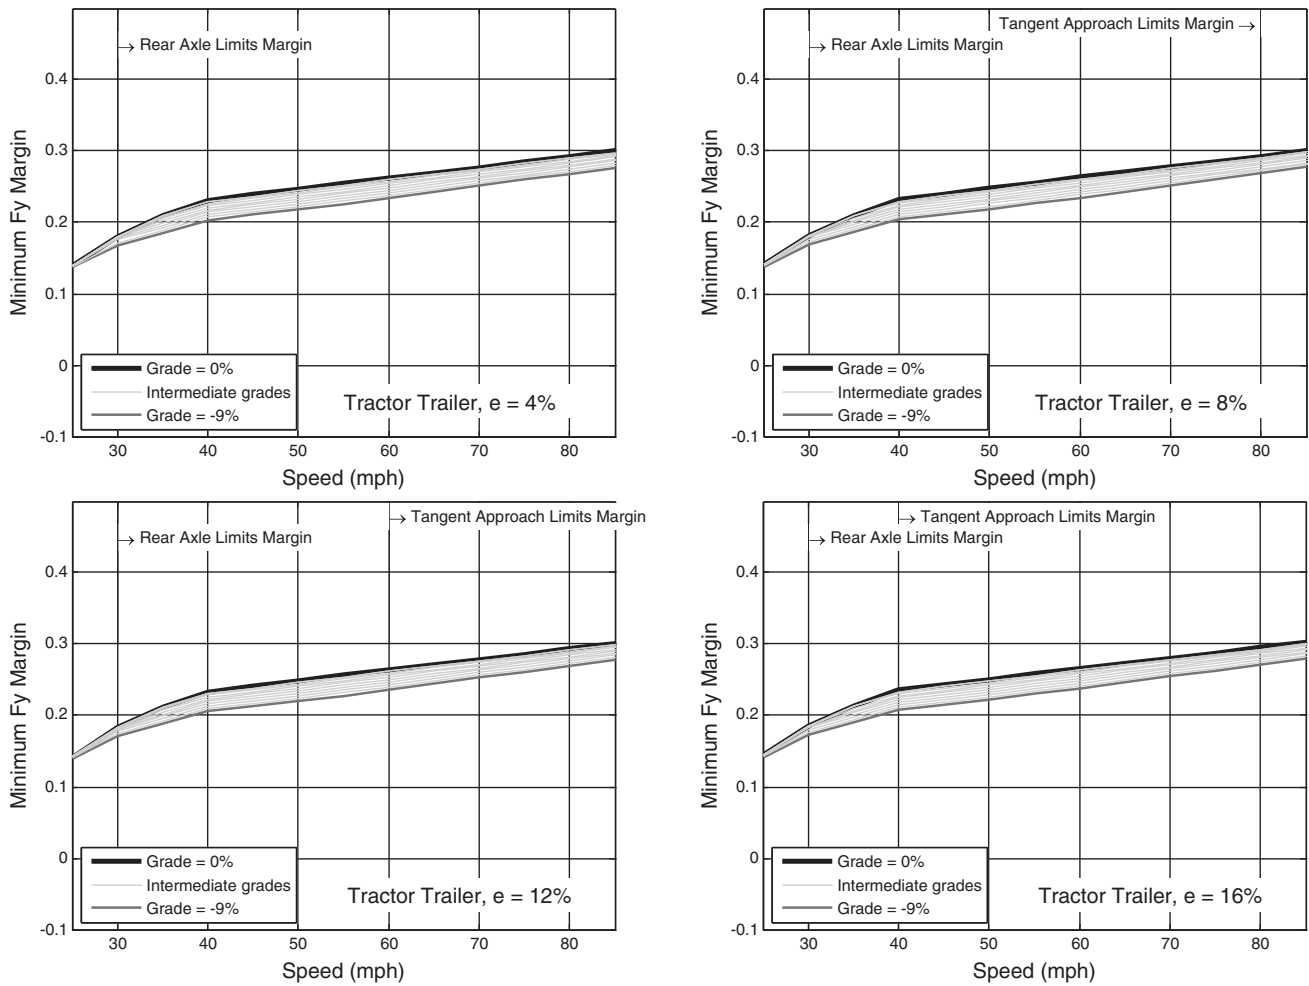 → Rear Axle Limits Margin
0.4
0.3
0.2
0.1
0
-0.1
Minimum Fy Margin
Grade = 0%
Intermediate grades
Grade = -9%
Tractor Trailer, e = 4%
30 40 50 60 70 80
Speed (mph)
Tangent Approach Limits Margin →
→ Rear Axle Limits Margin
0.4
0.3
0.2
0.1
0
-0.1
Minimum Fy Margin
Grade = 0%
Intermediate grades
Grade = -9%
Tractor Trailer, e = 8%
30 40 50 60 70 80
Speed (mph)
→ Tangent Approach Limits Margin
→ Rear Axle Limits Margin
0.4
0.3
0.2
0.1
0
-0.1
Minimum Fy Margin
Grade = 0%
Intermediate grades
Grade = -9%
Tractor Trailer, e = 12%
30 40 50 60 70 80
Speed (mph)
→ Tangent Approach Limits Margin
→ Rear Axle Limits Margin
0.4
0.3
0.2
0.1
0
-0.1
Minimum Fy Margin
Grade = 0%
Intermediate grades
Grade = -9%
Tractor Trailer, e = 16%
30 40 50 60 70 80
Speed (mph)